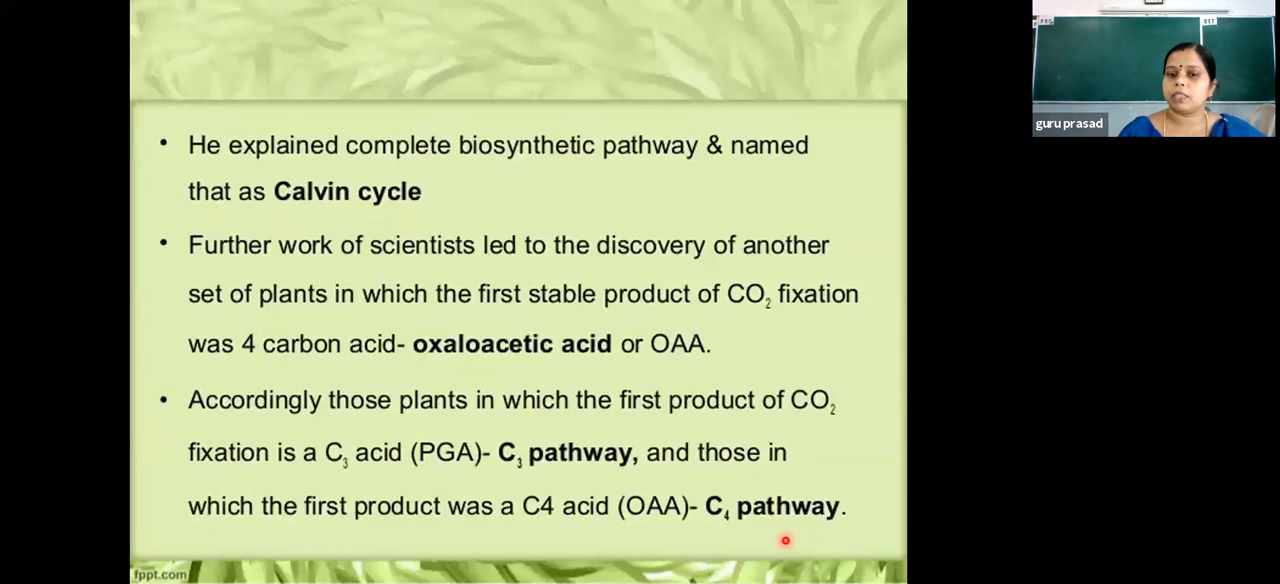 • He explained complete biosynthetic pathway & named
that as Calvin cycle
• Further work of scientists led to the discovery of another
set of plants in which the first stable product of CO₂ fixation
was 4 carbon acid- oxaloacetic acid or OAA.
• Accordingly those plants in which the first product of CO₂
fixation is a C₃ acid (PGA)- C₃ pathway, and those in
which the first product was a C4 acid (OAA)- C₄ pathway.
fppt.com
guru prasad